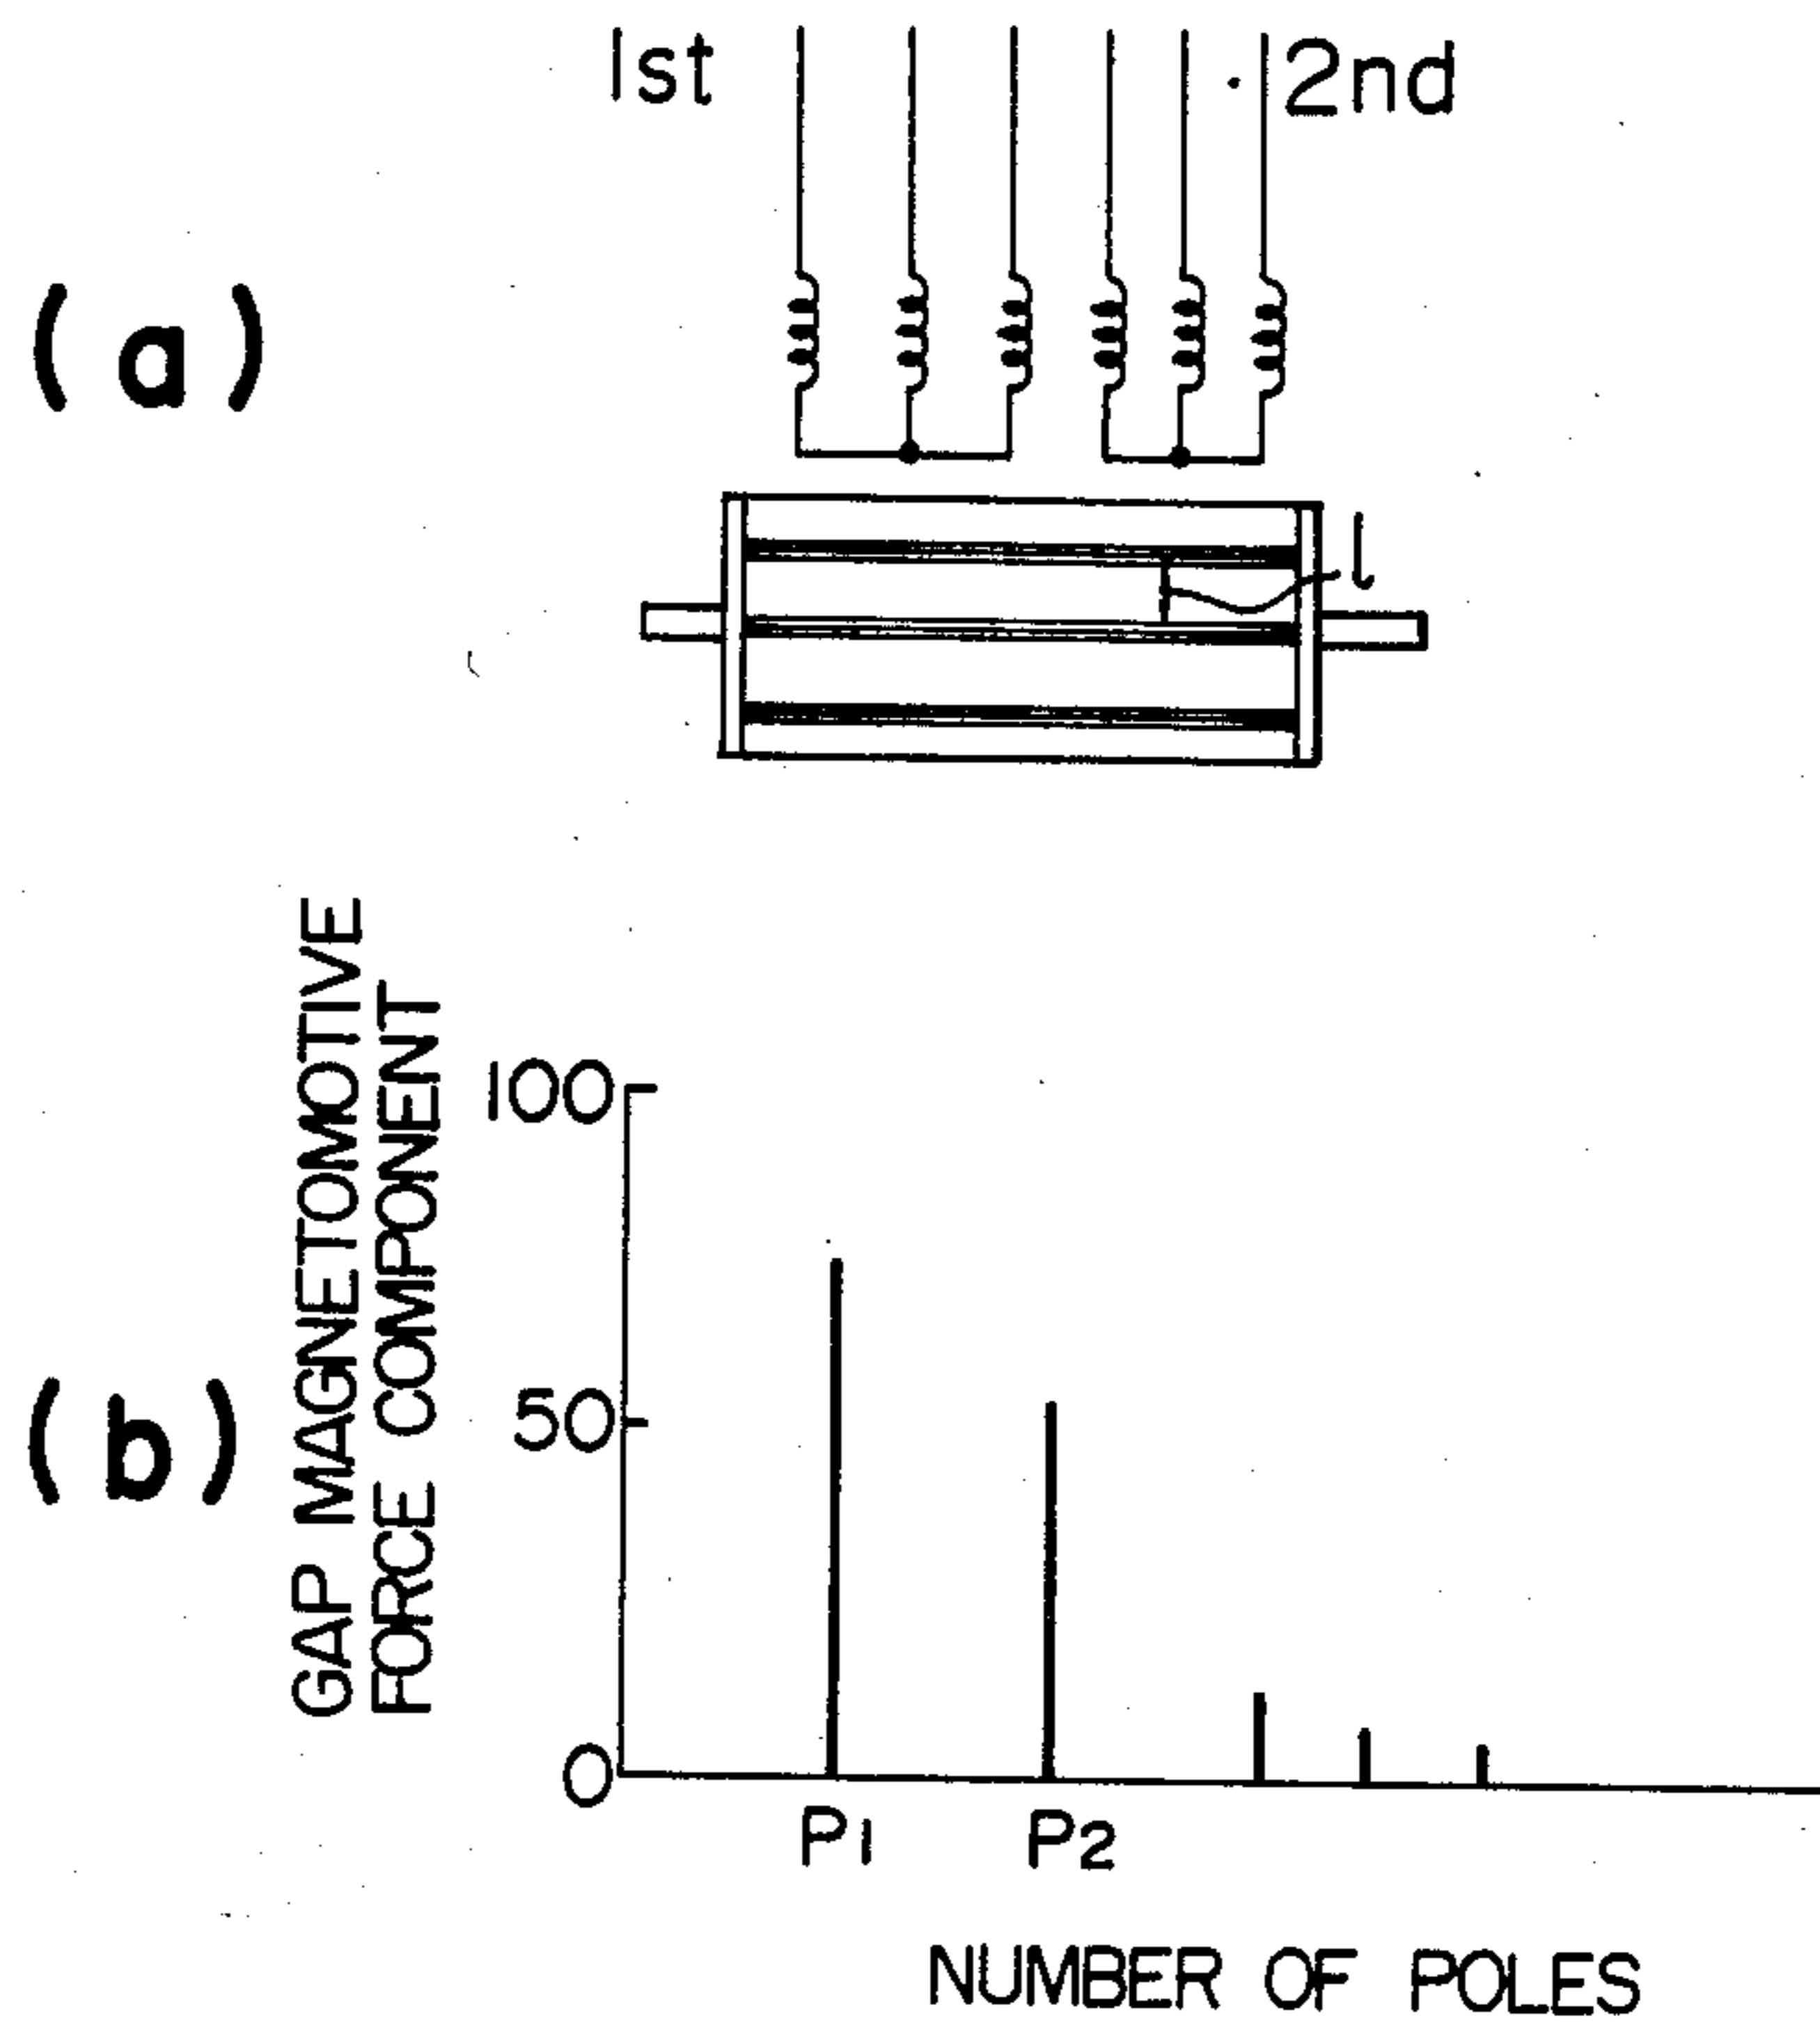 1st
2nd
(a)
l
GAP MAGNETOMOTIVE
FORCE COMPONENT
100
50
0
(b)
P1
P2
NUMBER OF POLES